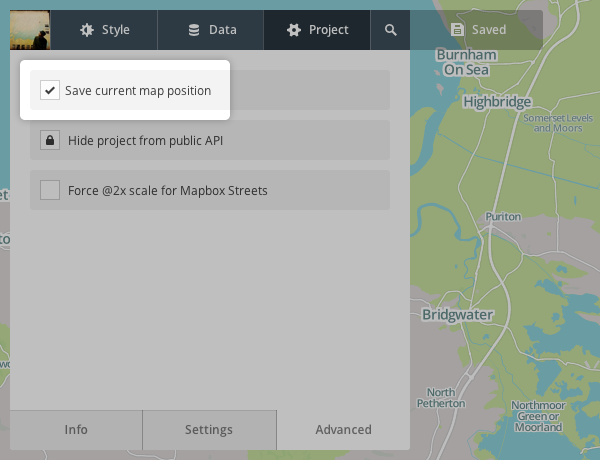 Style
Data
Project
Saved
Save current map position
Hide project from public API
Force @2x scale for Mapbox Streets
Info
Settings
Advanced
Burnham
On Sea
Highbridge
Somerset Levels
and Moors
Puriton
Bridgwater
North
Petherton
Northmoor
Green or
Moorland